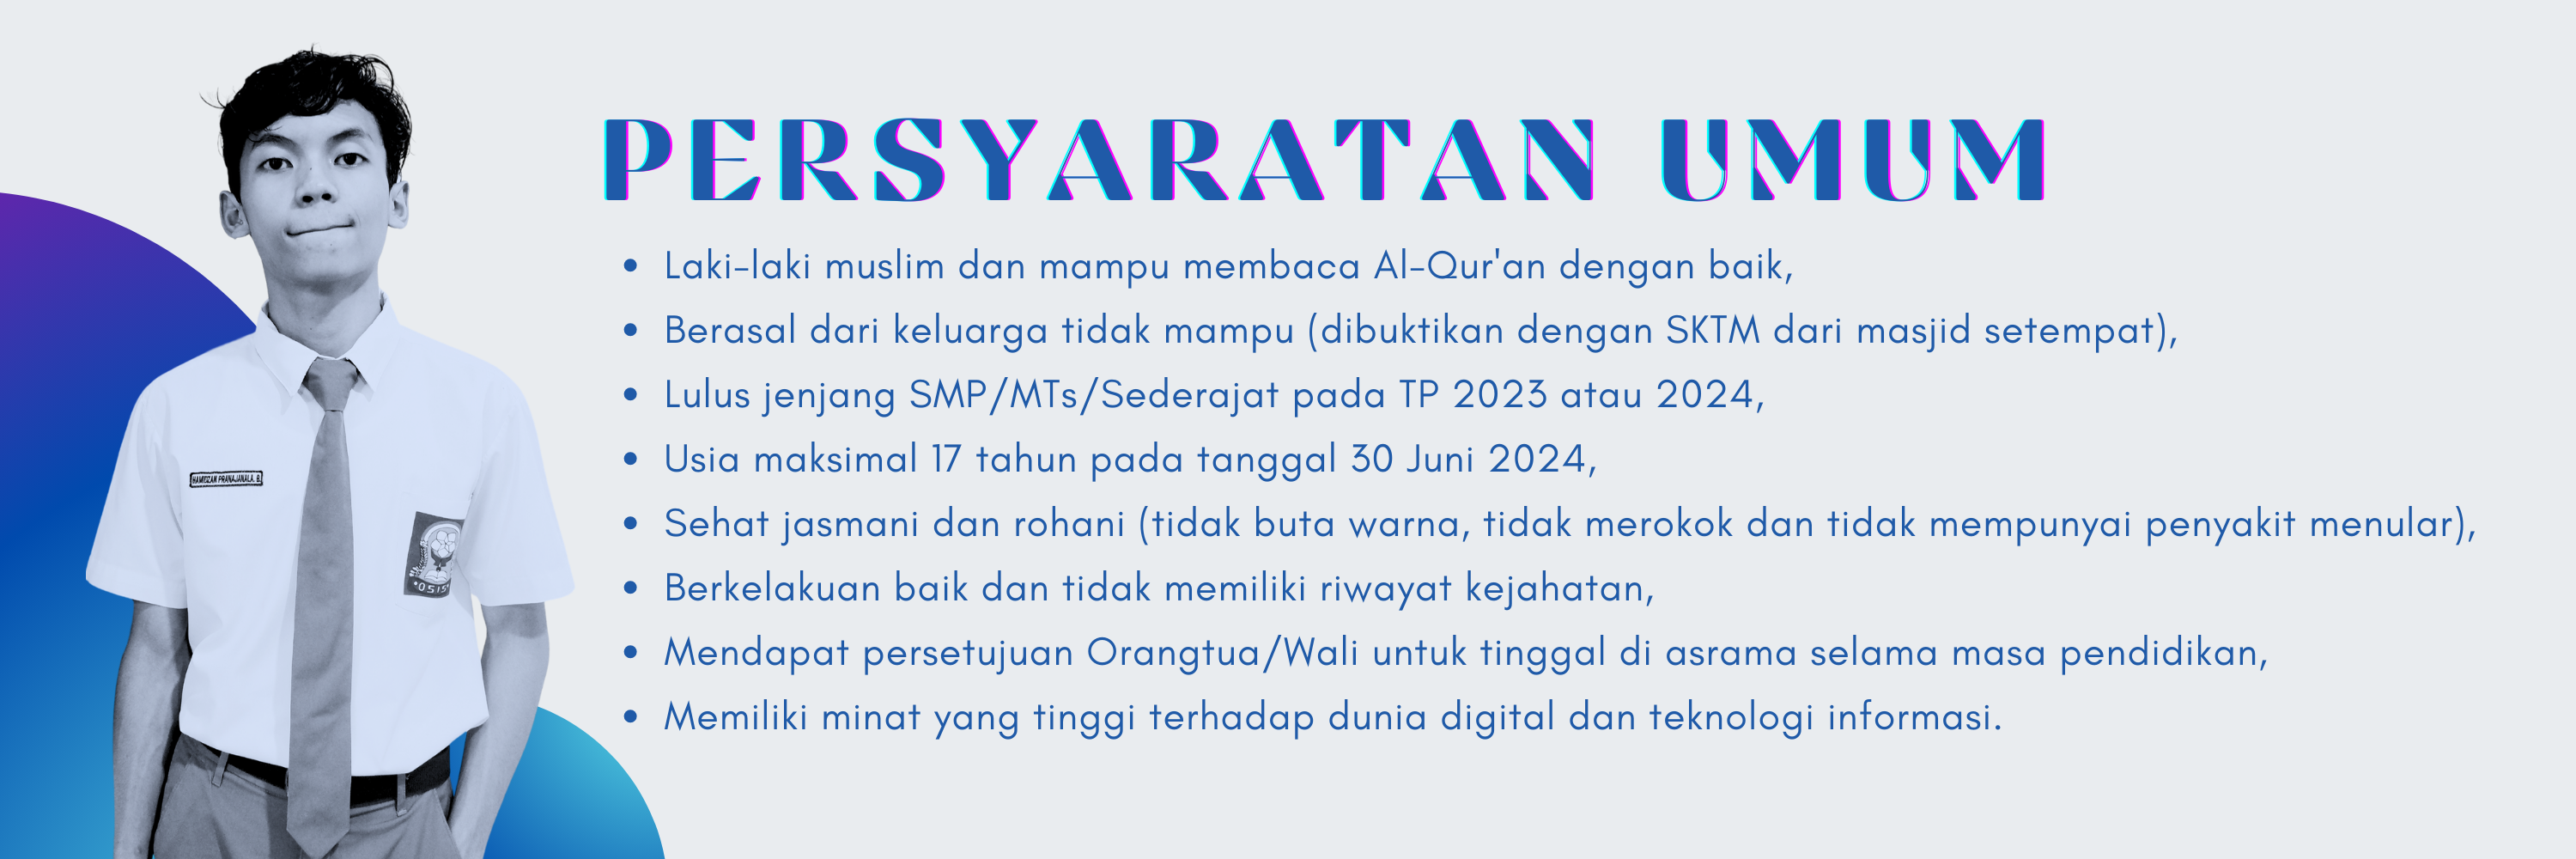 PERSYARATAN UMUM
• Laki-laki muslim dan mampu membaca Al-Qur'an dengan baik,
• Berasal dari keluarga tidak mampu (dibuktikan dengan SKTM dari masjid setempat),
• Lulus jenjang SMP/MTs/Sederajat pada TP 2023 atau 2024,
• Usia maksimal 17 tahun pada tanggal 30 Juni 2024,
• Sehat jasmani dan rohani (tidak buta warna, tidak merokok dan tidak mempunyai penyakit menular),
• Berkelakuan baik dan tidak memiliki riwayat kejahatan,
• Mendapat persetujuan Orangtua/Wali untuk tinggal di asrama selama masa pendidikan,
• Memiliki minat yang tinggi terhadap dunia digital dan teknologi informasi.
PRANAJANALA. B.
OSIS